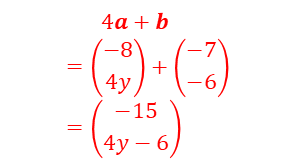 4a + b
= (−8 4y) + (−7 −6)
= (−15 4y − 6)